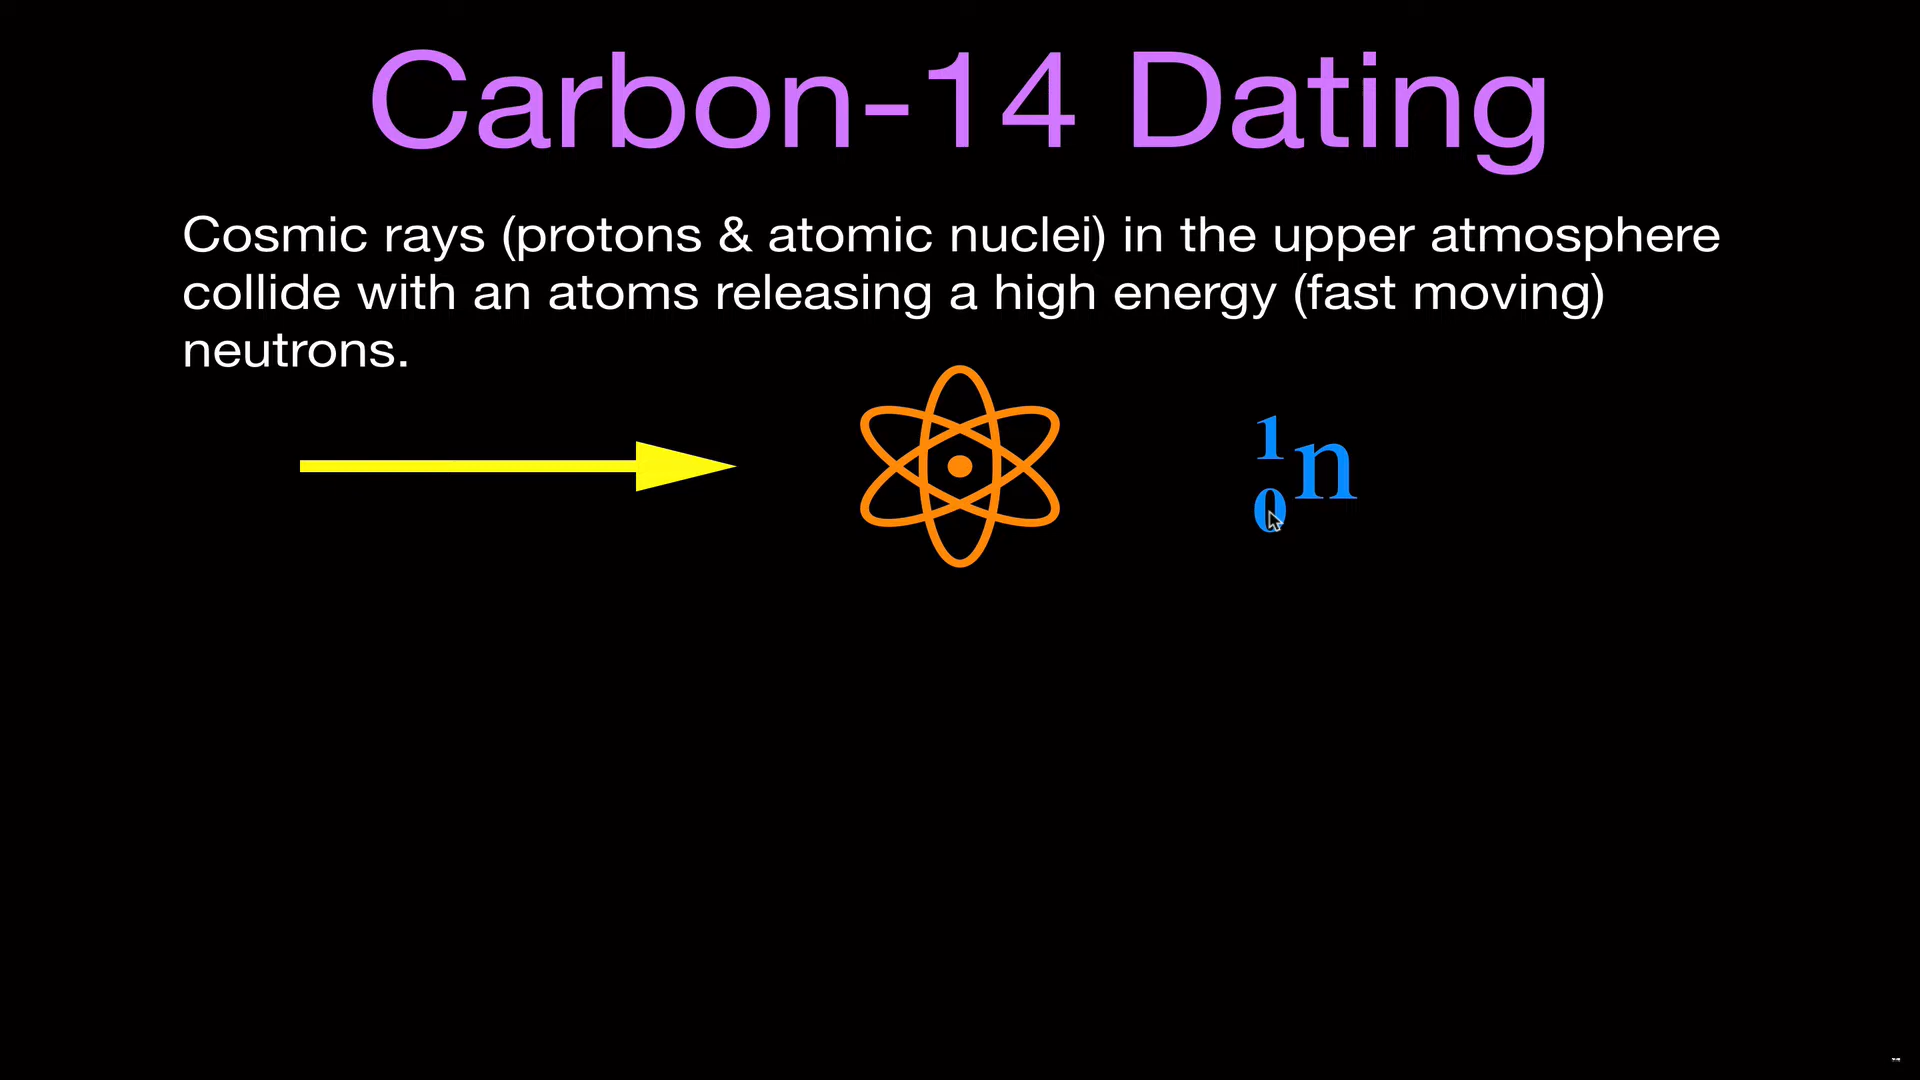 Carbon-14 Dating
Cosmic rays (protons & atomic nuclei) in the upper atmosphere
collide with an atoms releasing a high energy (fast moving)
neutrons.
1
0 n